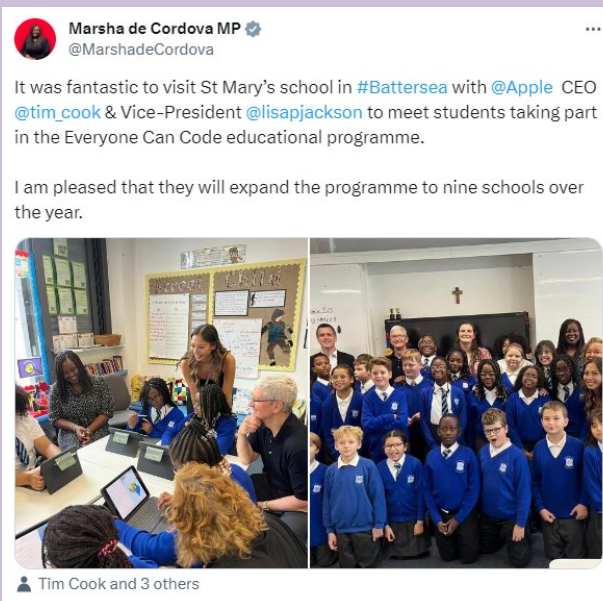 Marsha de Cordova MP
@MarshadeCordova
It was fantastic to visit St Mary’s school in #Battersea with @Apple CEO
@tim_cook & Vice-President @lisapjackson to meet students taking part
in the Everyone Can Code educational programme.
I am pleased that they will expand the programme to nine schools over
the year.
Street Child
Tim Cook and 3 others